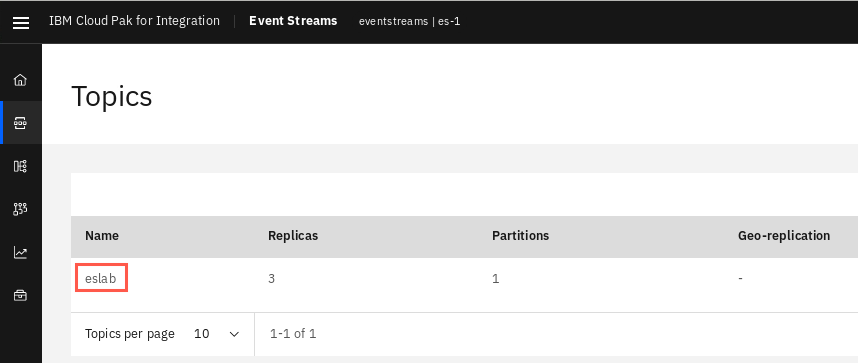 IBM Cloud Pak for Integration | Event Streams eventstreams | es-1
Topics
Name Replicas Partitions Geo-replication
eslab 3 1 -
Topics per page 10 1-1 of 1